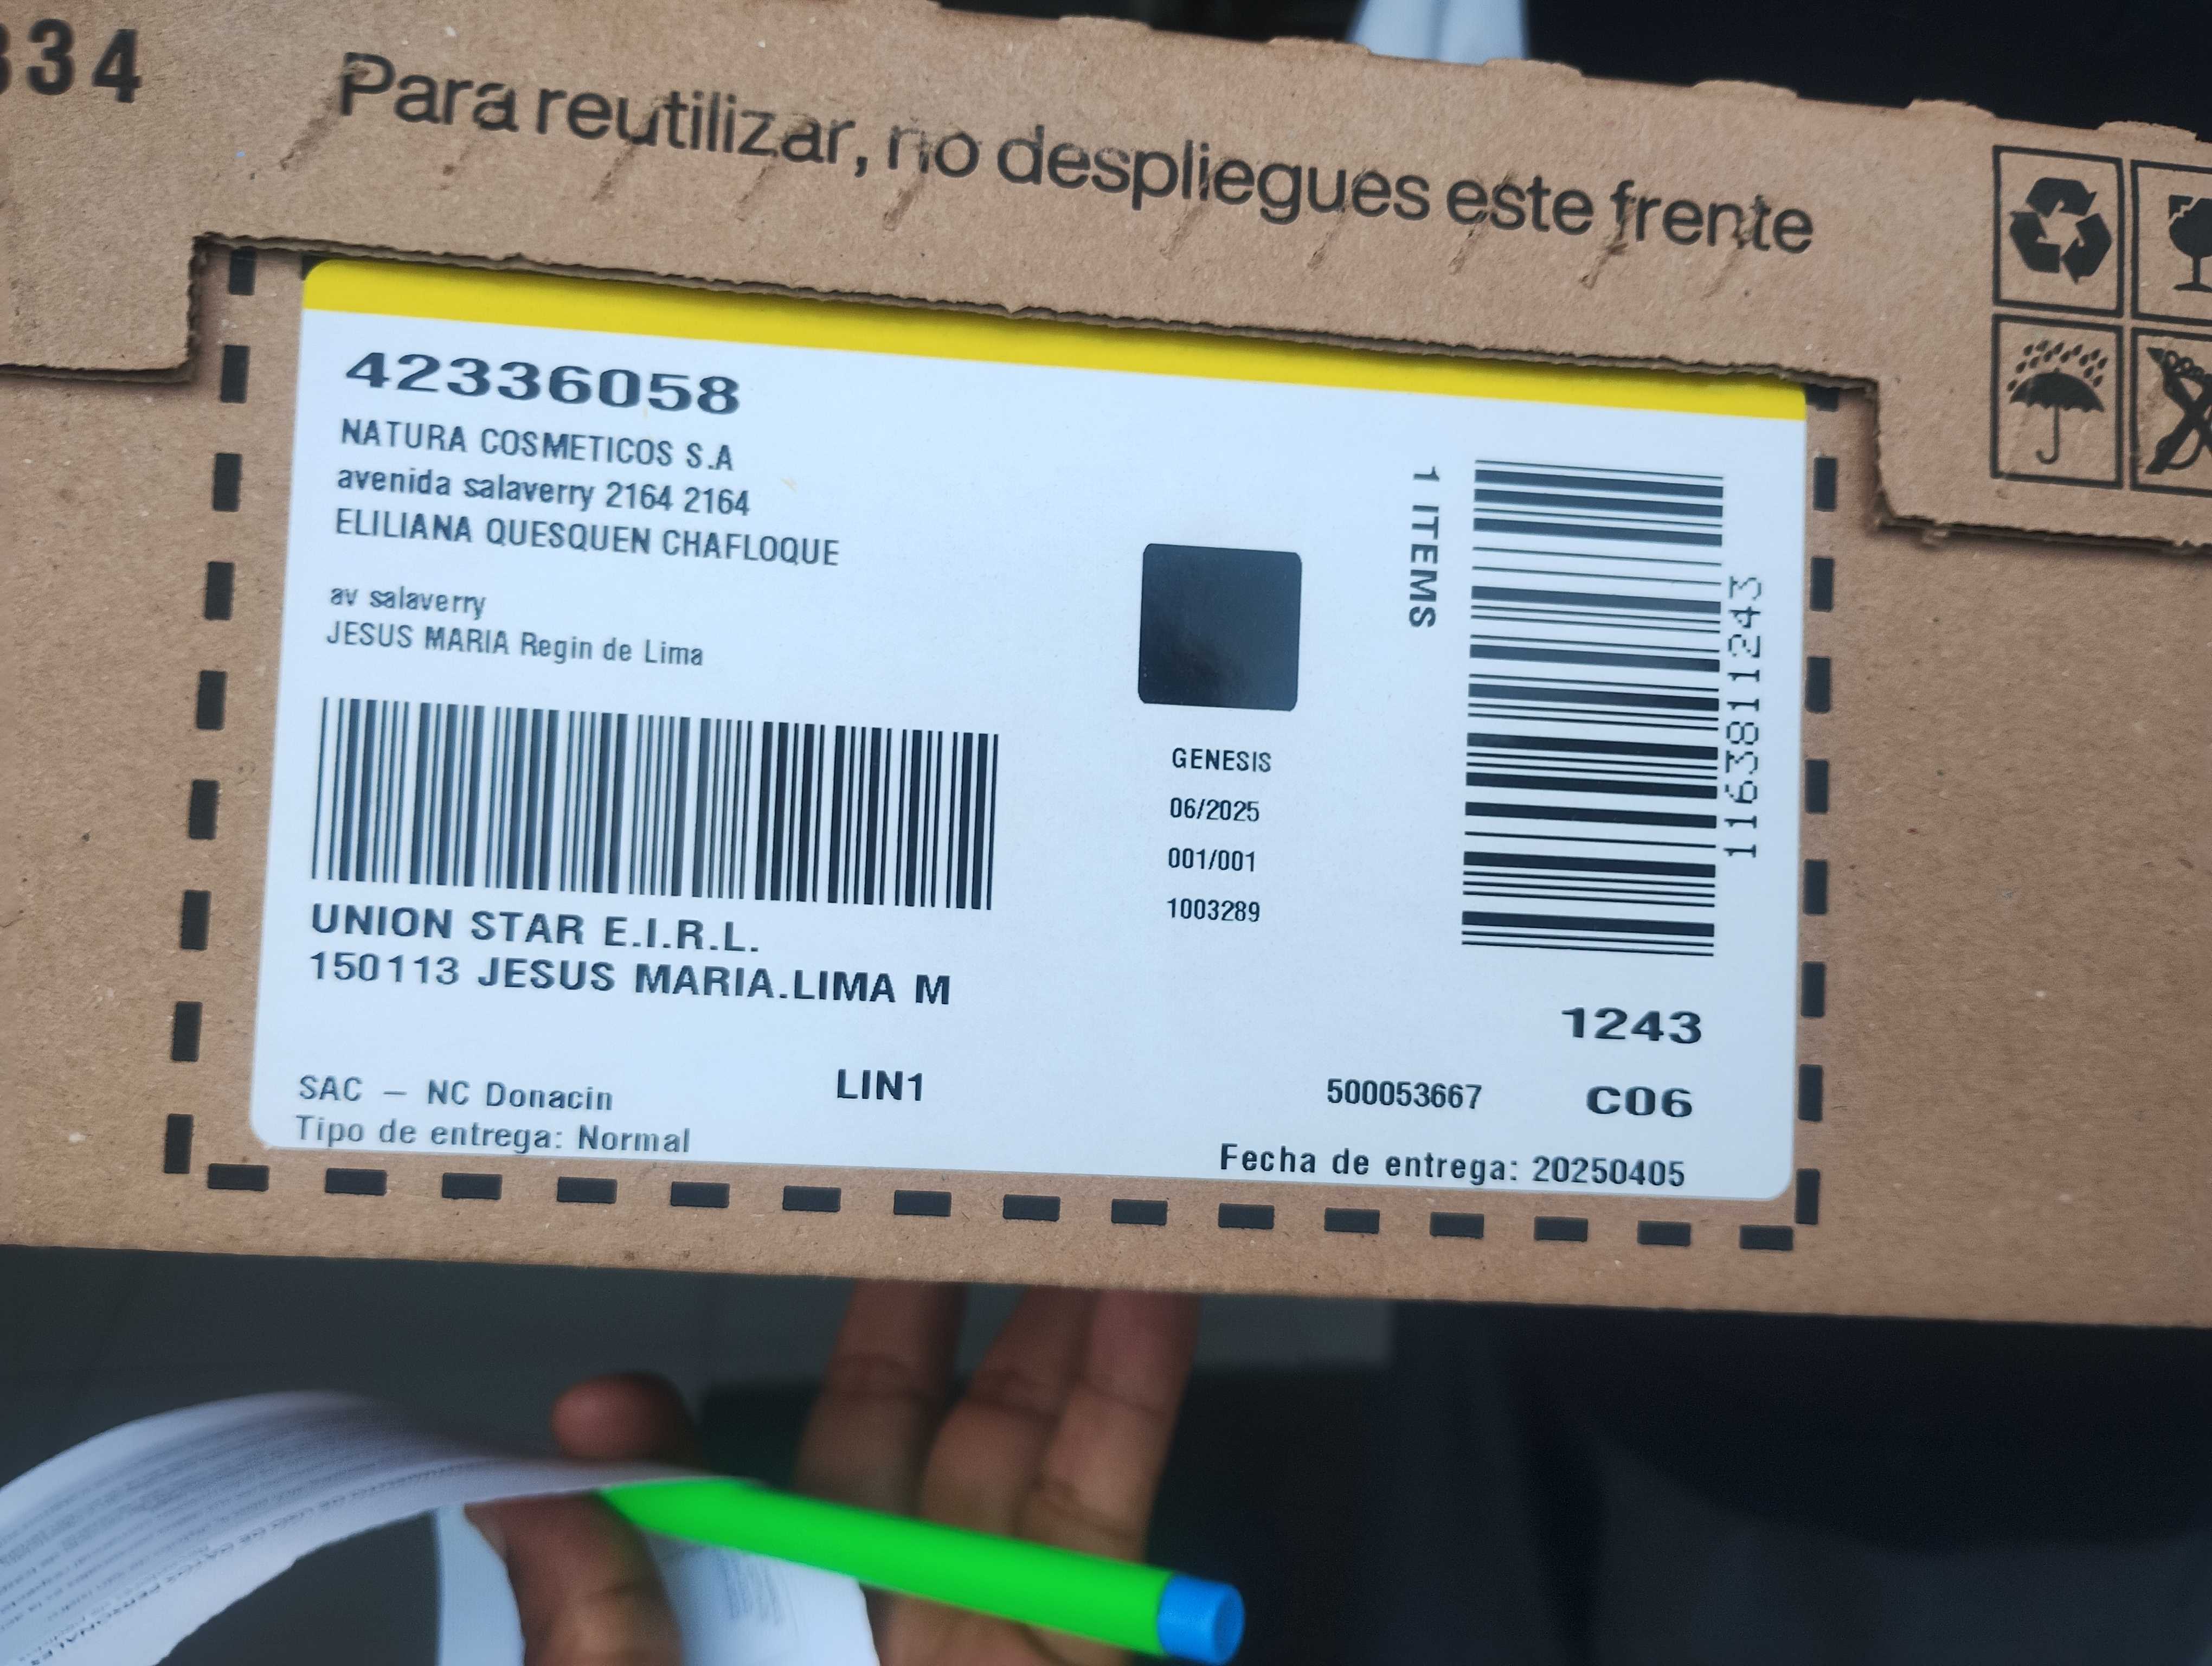 334
Para reutilizar, no despliegues este frente
42336058
NATURA COSMETICOS S.A
avenida salaverry 2164 2164
ELILIANA QUESQUEN CHAFLOQUE
av salaverry
JESUS MARIA Regin de Lima
UNION STAR E.I.R.L.
150113 JESUS MARIA.LIMA M
SAC – NC Donacin
Tipo de entrega: Normal
LIN1
GENESIS
06/2025
001/001
1003289
1 ITEMS
1163811243
1243
500053667
C06
Fecha de entrega: 20250405